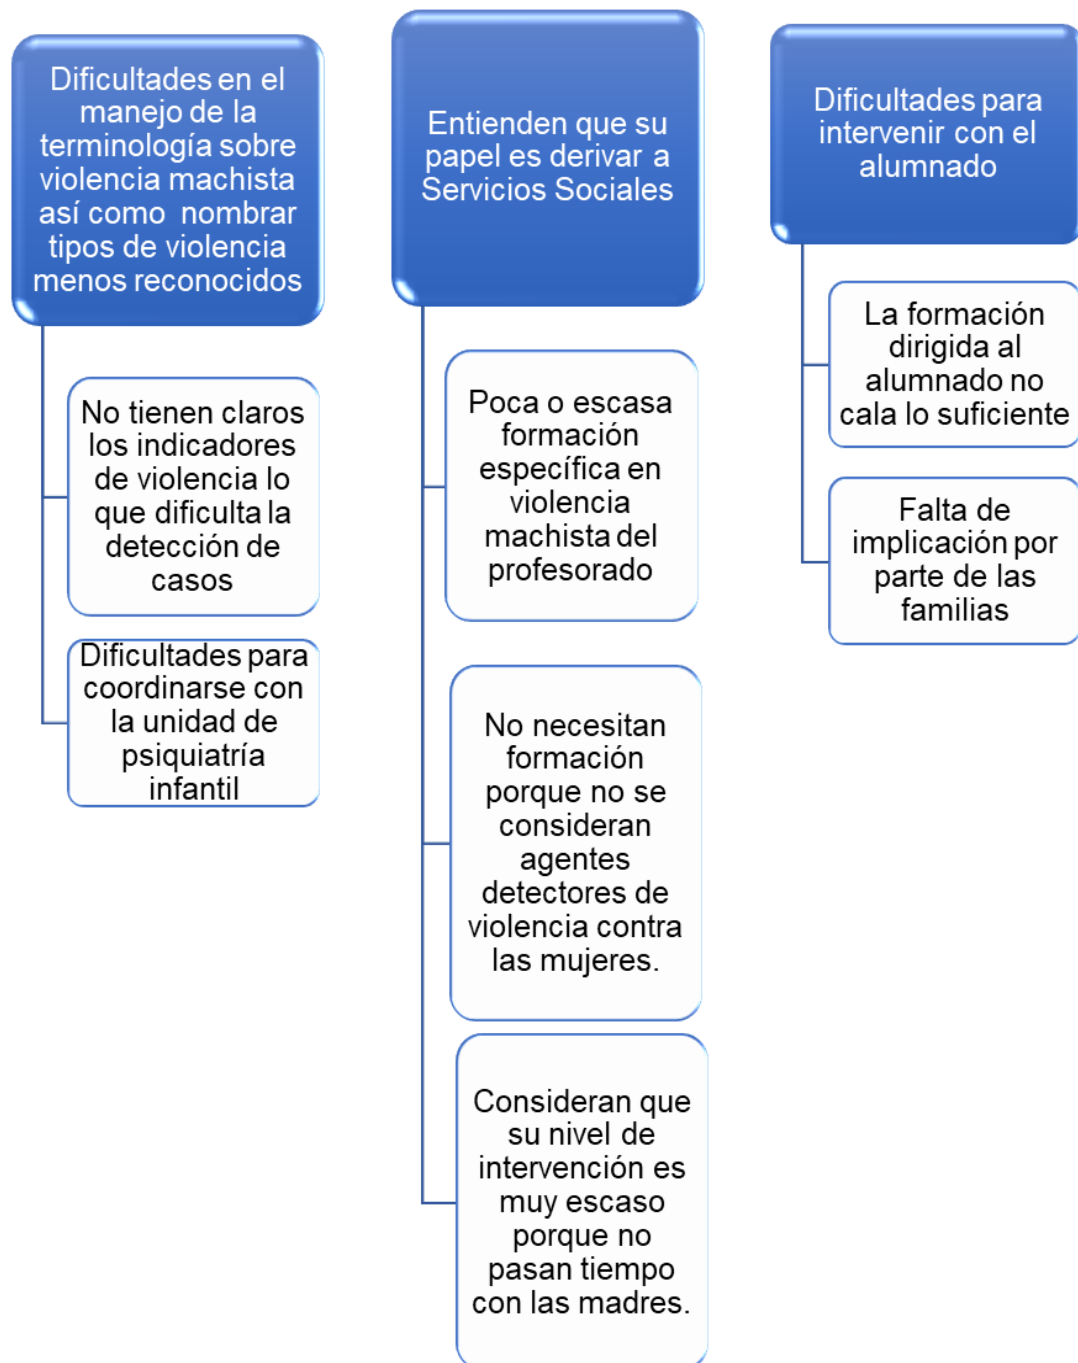 Dificultades en el
manejo de la
terminología sobre
violencia machista
así como nombrar
tipos de violencia
menos reconocidos
No tienen claros
los indicadores
de violencia lo
que dificulta la
detección de
casos
Dificultades para
coordinarse con
la unidad de
psiquiatría
infantil
Entienden que su
papel es derivar a
Servicios Sociales
Poca o escasa
formación
específica en
violencia
machista del
profesorado
No necesitan
formación
porque no se
consideran
agentes
detectores de
violencia contra
las mujeres.
Consideran que
su nivel de
intervención es
muy escaso
porque no
pasan tiempo
con las madres.
Dificultades para
intervenir con el
alumnado
La formación
dirigida al
alumnado no
cala lo suficiente
Falta de
implicación por
parte de las
familias